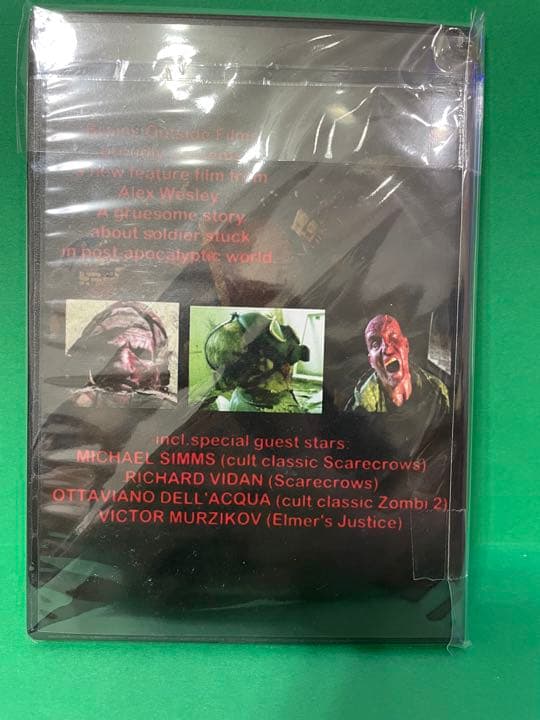 Brains Outside Films
proudly presents
a new feature film from
Alex Wesley
A gruesome story
about soldier stuck
in post-apocalyptic world.
incl.special guest stars:
MICHAEL SIMMS (cult classic Scarecrows)
RICHARD VIDAN (Scarecrows)
OTTAVIANO DELL'ACQUA (cult classic Zombi 2)
VICTOR MURZIKOV (Elmer's Justice)